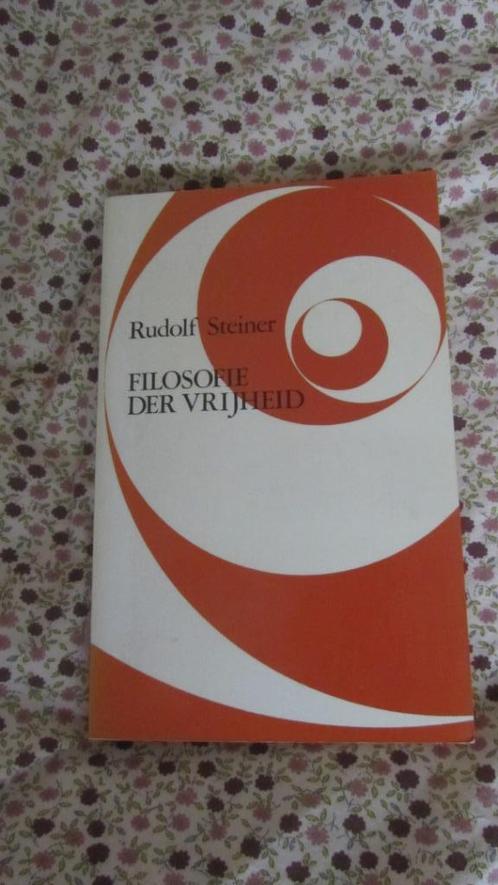 Rudolf Steiner
FILOSOFIE
DER VRIJHEID